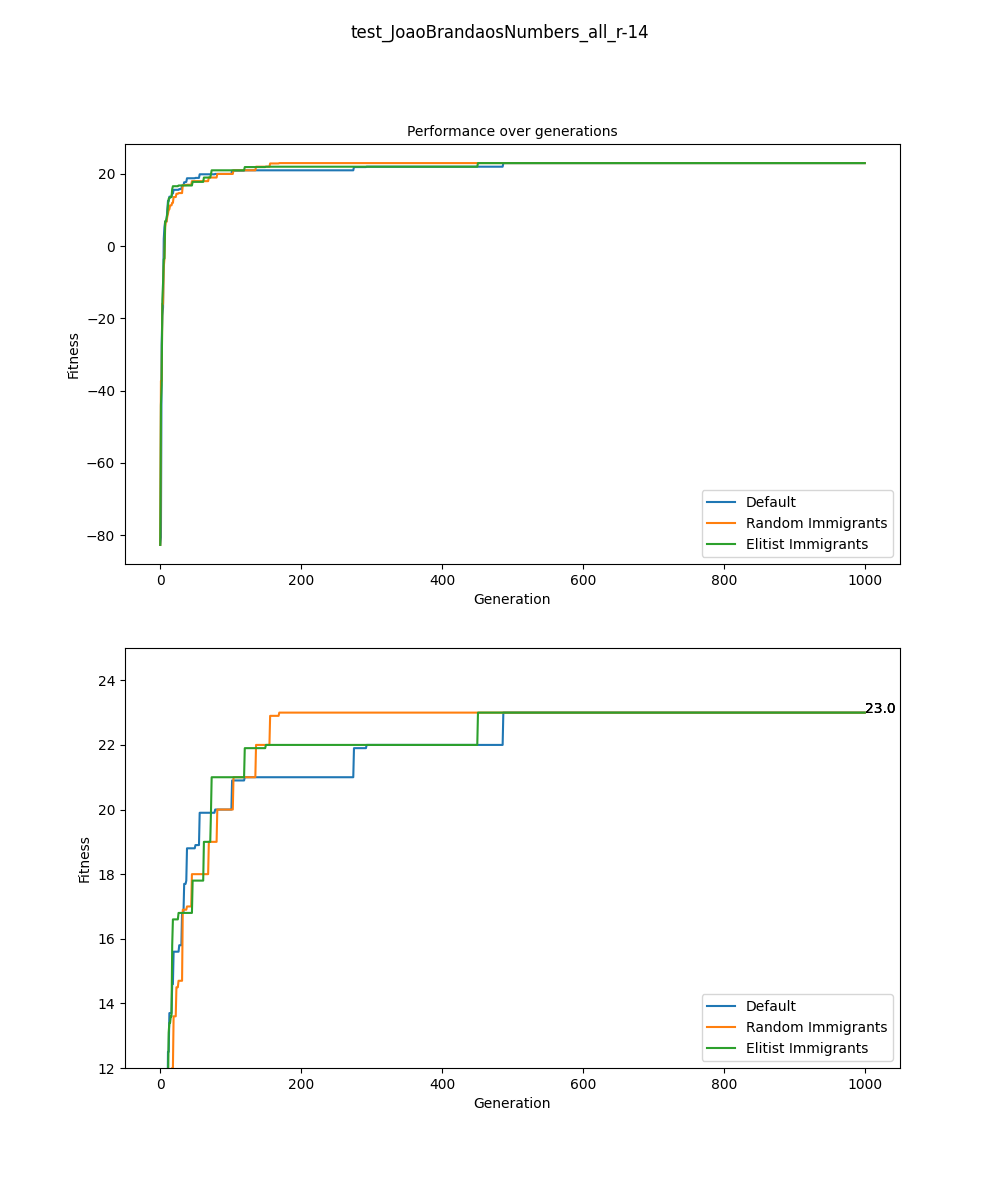 test_JoaoBrandaosNumbers_all_r-14
Performance over generations
20
0
−20
−40
−60
−80
Fitness
0 200 400 600 800 1000
Generation
Default
Random Immigrants
Elitist Immigrants
24
22
20
18
16
14
12
Fitness
23.0
0 200 400 600 800 1000
Generation
Default
Random Immigrants
Elitist Immigrants